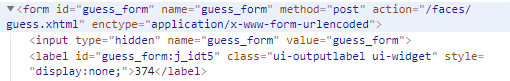 ▼<form id="guess_form" name="guess_form" method="post" action="/faces/
guess.xhtml" enctype="application/x-www-form-urlencoded">
<input type="hidden" name="guess_form" value="guess_form">
<label id="guess_form:j_idt5" class="ui-outputlabel ui-widget" style=
"display:none;">374</label>